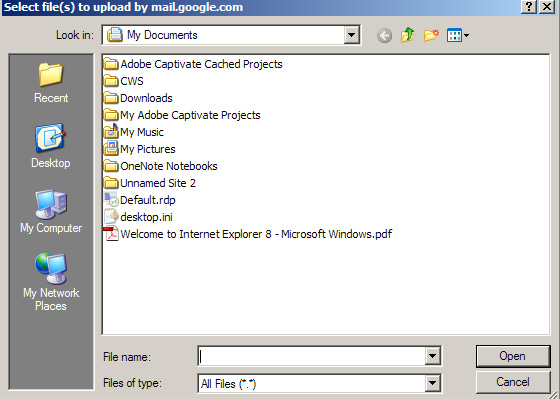 Select file(s) to upload by mail.google.com
Look in: My Documents
Recent
Desktop
My Computer
My Network
Places
Adobe Captivate Cached Projects
CWS
Downloads
My Adobe Captivate Projects
My Music
My Pictures
OneNote Notebooks
Unnamed Site 2
Default.rdp
desktop.ini
Welcome to Internet Explorer 8 - Microsoft Windows.pdf
File name:
Open
Files of type: All Files (*.*)
Cancel